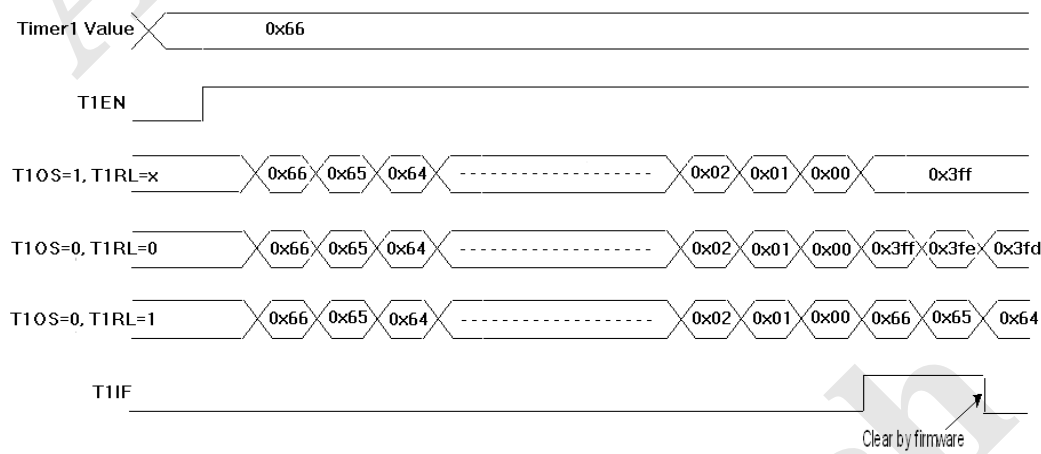 Timer1 Value 0x66
T1EN
T1OS=1, T1RL=x 0x66 0x65 0x64 0x02 0x01 0x00 0x3ff
T1OS=0, T1RL=0 0x66 0x65 0x64 0x02 0x01 0x00 0x3ff 0x3fe 0x3fd
T1OS=0, T1RL=1 0x66 0x65 0x64 0x02 0x01 0x00 0x66 0x65 0x64
T1IF
Clear by firmware